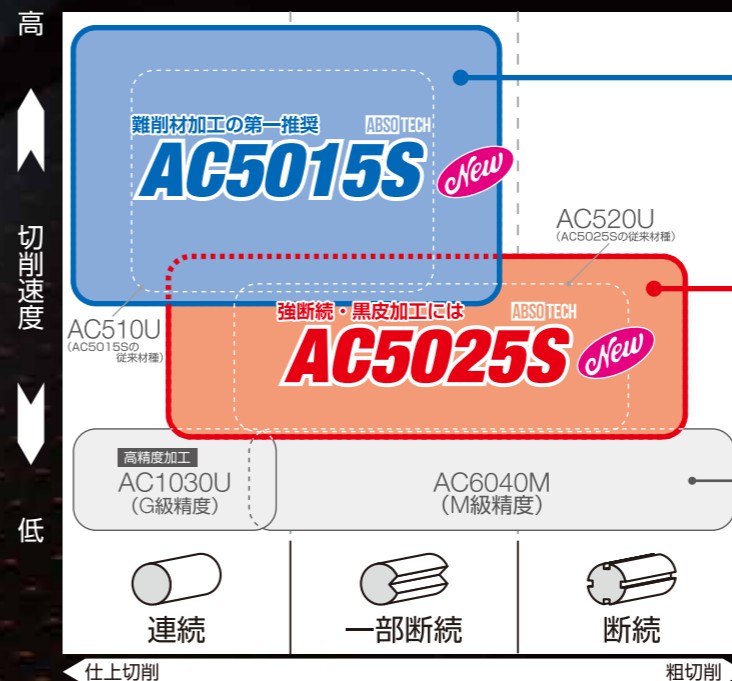 高
切削速度
低
難削材加工の第一推奨
ABSOTECH
AC5015S
New
AC520U
(AC5025Sの従来材種)
AC510U
(AC5015Sの
従来材種)
強断続・黒皮加工には
ABSOTECH
AC5025S
New
高精度加工
AC1030U
(G級精度)
AC6040M
(M級精度)
連続
一部断続
断続
仕上切削
粗切削